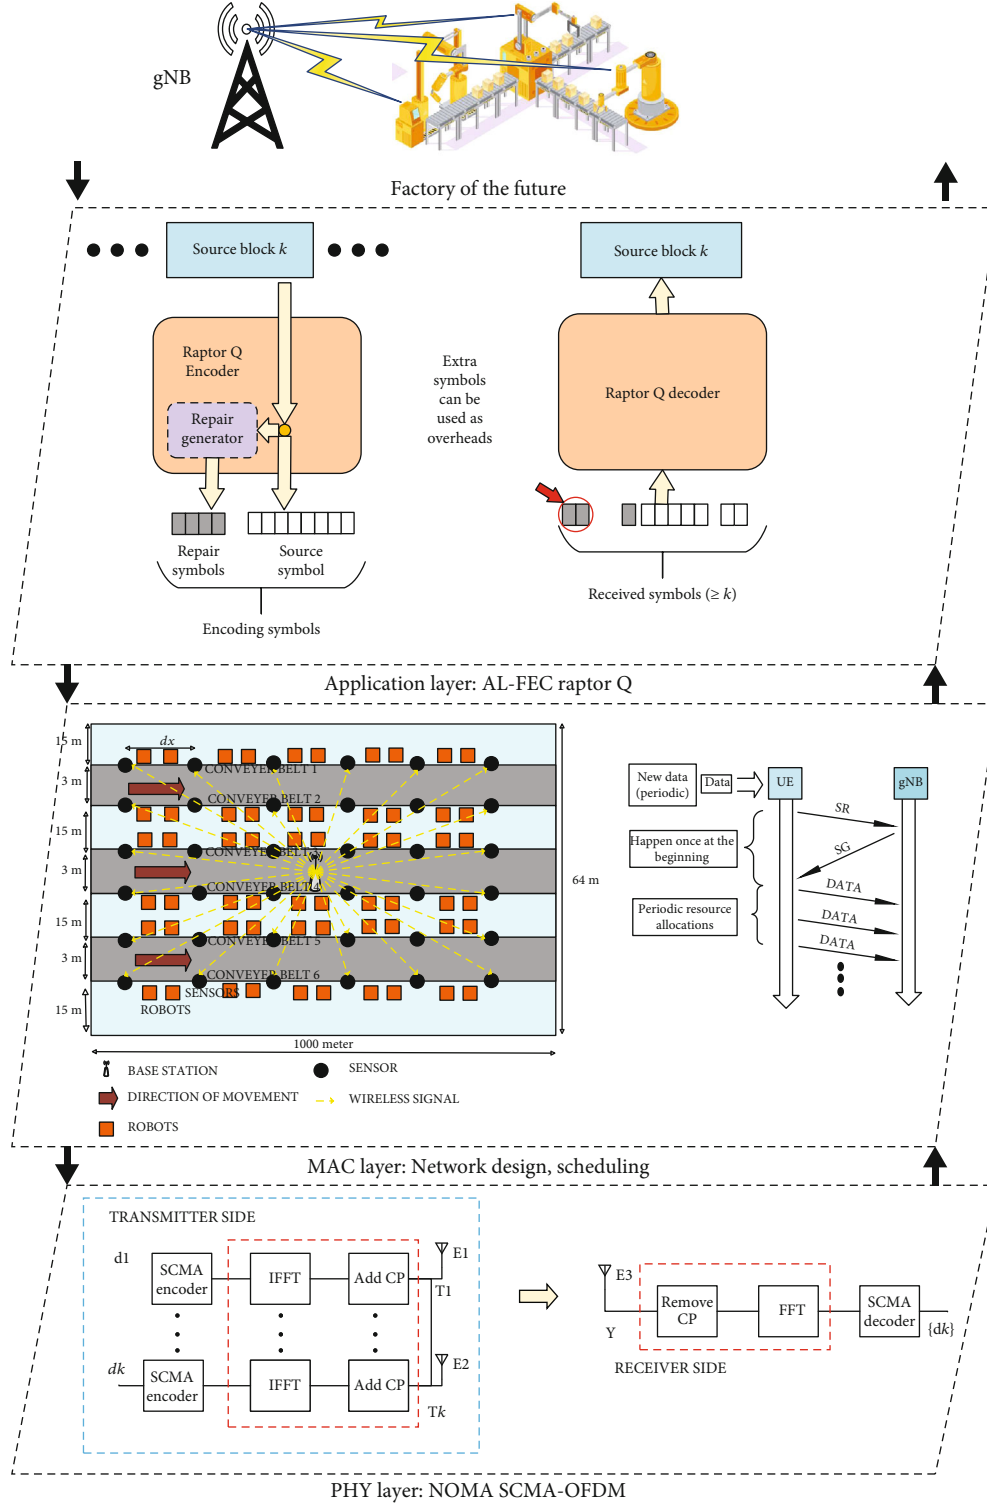 gNB
Factory of the future
Source block k
Source block k
Raptor Q
Encoder
Repair
generator
Extra
symbols
can be
used as
overheads
Raptor Q decoder
Repair
symbols
Source
symbol
Encoding symbols
Received symbols (≥ k)
Application layer: AL-FEC raptor Q
15 m
3 m
15 m
3 m
15 m
3 m
15 m
dx
CONVEYER BELT 1
CONVEYER BELT 2
CONVEYER BELT 3
CONVEYER BELT 4
CONVEYER BELT 5
CONVEYER BELT 6
SENSORS
ROBOTS
64 m
1000 meter
BASE STATION
SENSOR
DIRECTION OF MOVEMENT
WIRELESS SIGNAL
ROBOTS
New data
(periodic)
Data
UE
gNB
Happen once at the
beginning
Periodic resource
allocations
SR
SG
DATA
DATA
DATA
MAC layer: Network design, scheduling
TRANSMITTER SIDE
d1
SCMA
encoder
IFFT
Add CP
E1
T1
dk
SCMA
encoder
IFFT
Add CP
E2
Tk
E3
Y
Remove
CP
FFT
SCMA
decoder
{dk}
RECEIVER SIDE
PHY layer: NOMA SCMA-OFDM